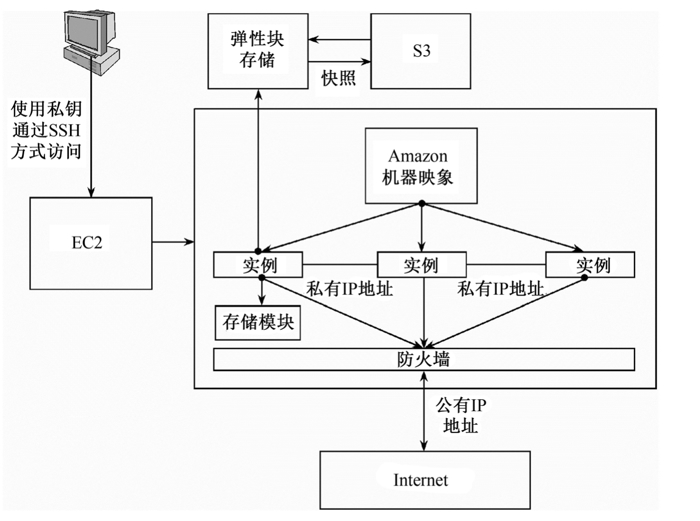 弹性块
存储
快照
S3
使用私钥
通过SSH
方式访问
EC2
Amazon
机器映象
实例
实例
实例
私有IP地址
私有IP地址
存储模块
防火墙
公有IP
地址
Internet